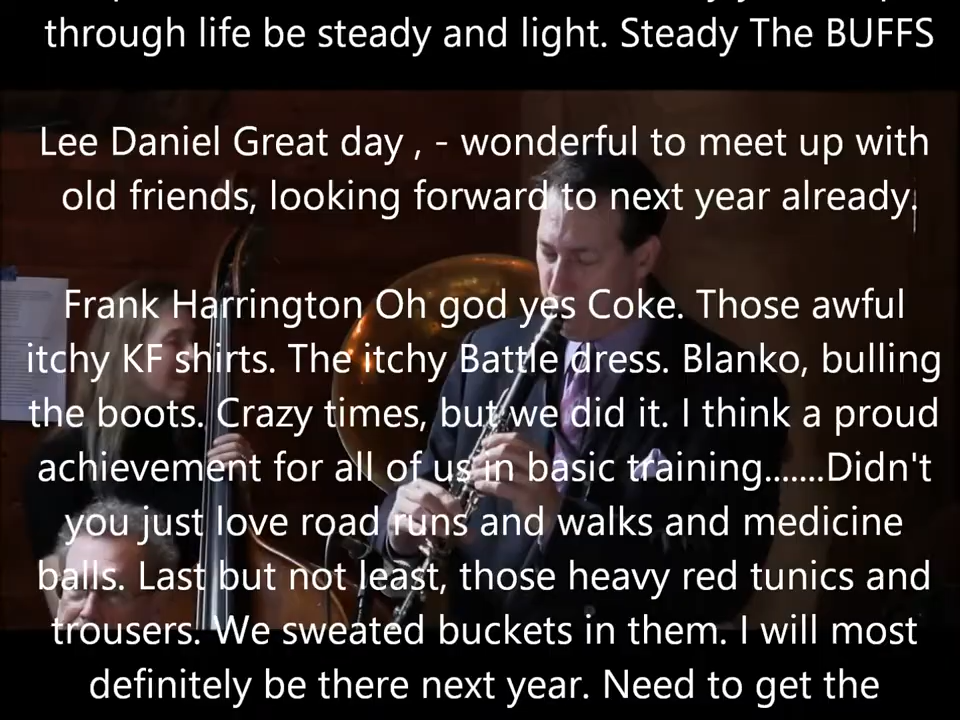 through life be steady and light. Steady The BUFFS
Lee Daniel Great day , - wonderful to meet up with
old friends, looking forward to next year already.
Frank Harrington Oh god yes Coke. Those awful
itchy KF shirts. The itchy Battle dress. Blanko, bulling
the boots. Crazy times, but we did it. I think a proud
achievement for all of us in basic training.......Didn't
you just love road runs and walks and medicine
balls. Last but not least, those heavy red tunics and
trousers. We sweated buckets in them. I will most
definitely be there next year. Need to get the